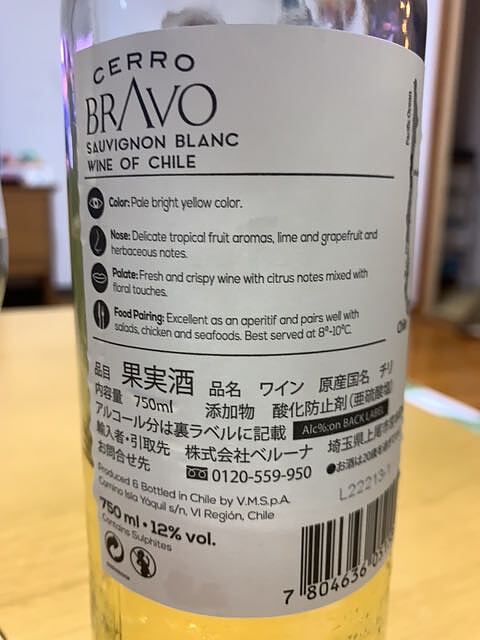 CERRO
BRAVO
SAUVIGNON BLANC
WINE OF CHILE
Pacific Ocean
Color: Pale bright yellow color.
Nose: Delicate tropical fruit aromas, lime and grapefruit and
herbaceous notes.
Palate: Fresh and crispy wine with citrus notes mixed with
floral touches.
Food Pairing: Excellent as an aperitif and pairs well with
salads, chicken and seafoods. Best served at 8º-10ºC.
品目 果実酒 品名 ワイン 原産国名 チリ
内容量 750ml 添加物 酸化防止剤(亜硫酸塩)
アルコール分は裏ラベルに記載 Alc%:on BACK LABEL
輸入者・引取先 株式会社ベルーナ 埼玉県上尾市
お問合せ先 0120-559-950 ●お酒は20歳を
L22213
Produced & Bottled in Chile by V.M.S.p.A.
Camino Isla Yáquil s/n, VI Región, Chile
750 ml • 12% vol.
Contains Sulphites
7 804636 05